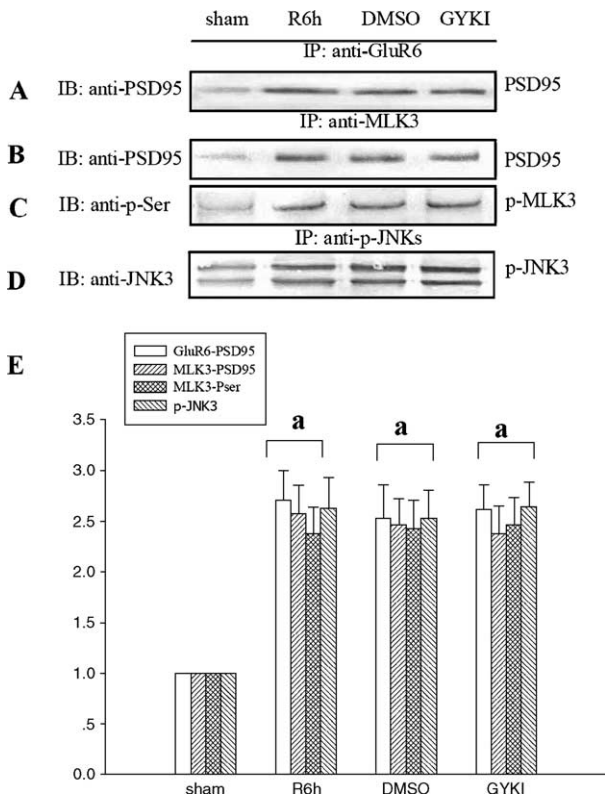 sham R6h DMSO GYKI
IP: anti-GluR6
A IB: anti-PSD95 PSD95
IP: anti-MLK3
B IB: anti-PSD95 PSD95
C IB: anti-p-Ser p-MLK3
IP: anti-p-JNKs
D IB: anti-JNK3 p-JNK3
E
GluR6-PSD95
MLK3-PSD95
MLK3-Pser
p-JNK3
3.5
a a a
3.0
2.5
2.0
1.5
1.0
.5
0.0
sham R6h DMSO GYKI